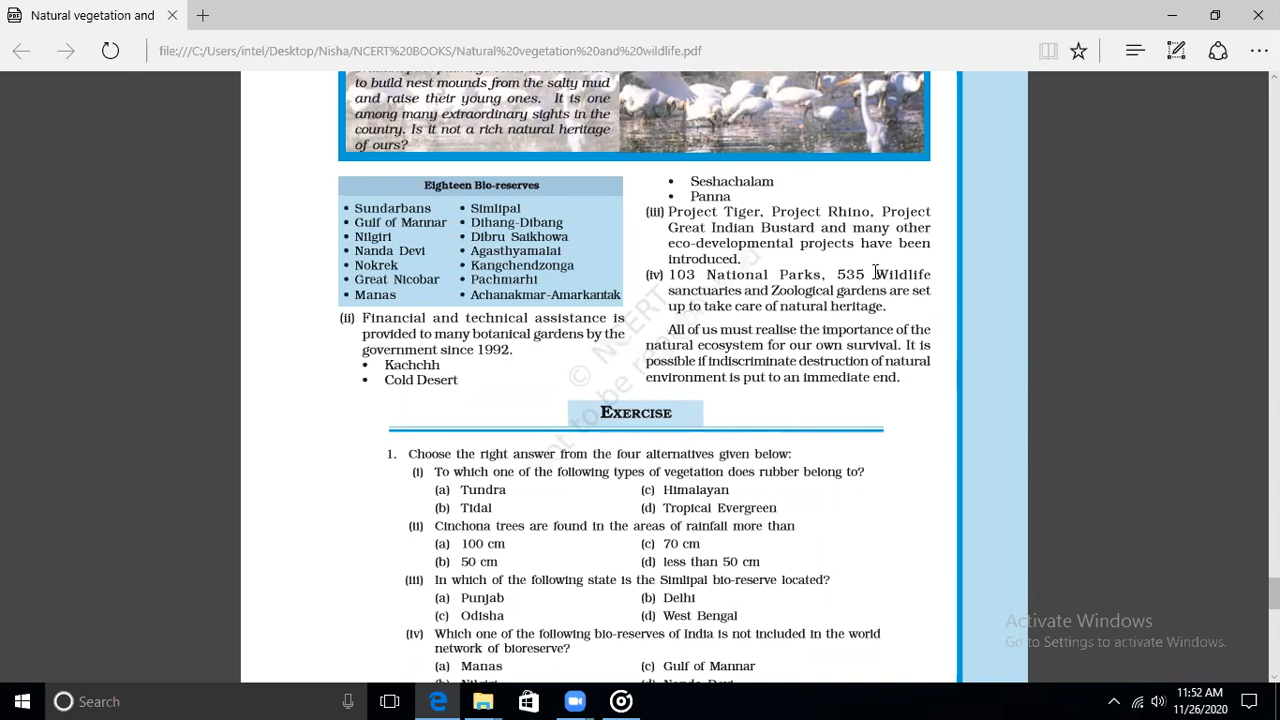 Natural vegetation and
file:///C:/Users/intel/Desktop/Nisha/NCERT%20BOOKS/Natural%20vegetation%20and%20wildlife.pdf
to build nest mounds from the salty mud
and raise their young ones. It is one
among many extraordinary sights in the
country. Is it not a rich natural heritage
of ours?
Eighteen Bio-reserves
• Sundarbans • Simlipal
• Gulf of Mannar • Dihang-Dibang
• Nilgiri • Dibru Saikhowa
• Nanda Devi • Agasthyamalai
• Nokrek • Kangchendzonga
• Great Nicobar • Pachmarhi
• Manas • Achanakmar-Amarkantak
(ii) Financial and technical assistance is
provided to many botanical gardens by the
government since 1992.
• Kachchh
• Cold Desert
• Seshachalam
• Panna
(iii) Project Tiger, Project Rhino, Project
Great Indian Bustard and many other
eco-developmental projects have been
introduced.
(iv) 103 National Parks, 535 Wildlife
sanctuaries and Zoological gardens are set
up to take care of natural heritage.
All of us must realise the importance of the
natural ecosystem for our own survival. It is
possible if indiscriminate destruction of natural
environment is put to an immediate end.
© NCERT
not to be
EXERCISE
1. Choose the right answer from the four alternatives given below:
(i) To which one of the following types of vegetation does rubber belong to?
(a) Tundra (c) Himalayan
(b) Tidal (d) Tropical Evergreen
(ii) Cinchona trees are found in the areas of rainfall more than
(a) 100 cm (c) 70 cm
(b) 50 cm (d) less than 50 cm
(iii) In which of the following state is the Simlipal bio-reserve located?
(a) Punjab (b) Delhi
(c) Odisha (d) West Bengal
(iv) Which one of the following bio-reserves of India is not included in the world
network of bioreserve?
(a) Manas (c) Gulf of Mannar
Activate Windows
Go to Settings to activate Windows.
Search
11:52 AM
11/26/2020